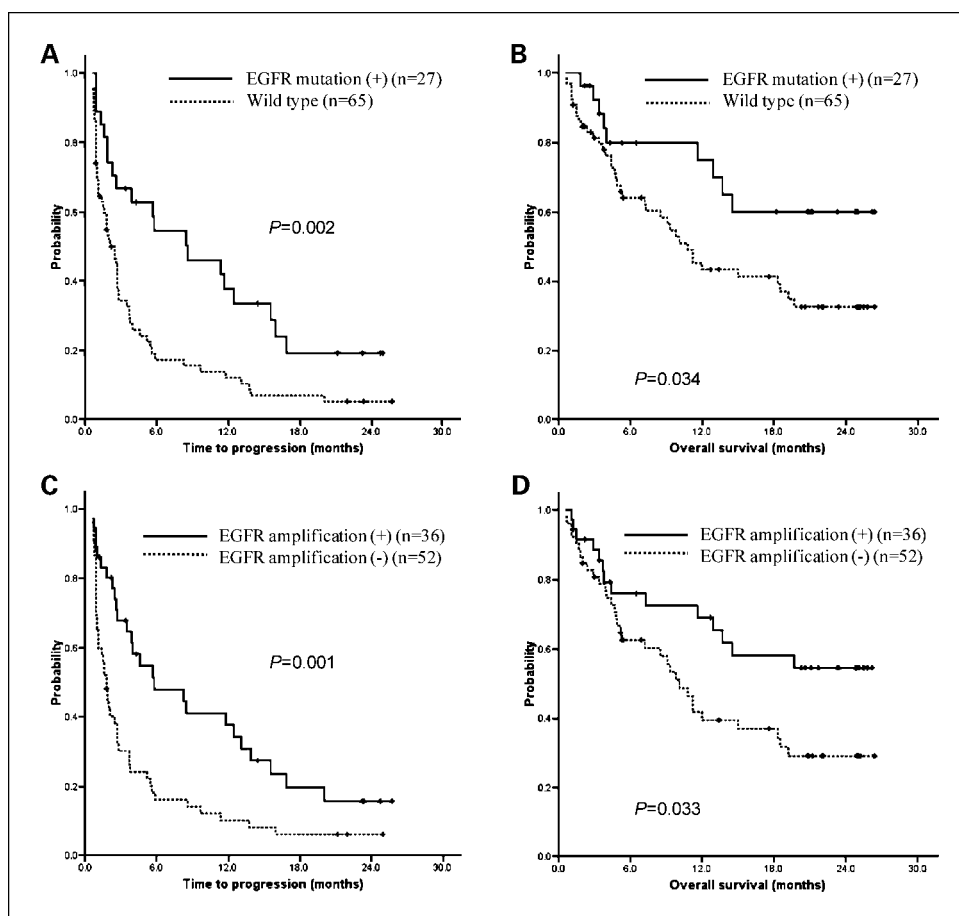 A
EGFR mutation (+) (n=27)
Wild type (n=65)
P=0.002
Probability
1.0
0.8
0.6
0.4
0.2
0.0
0.0 6.0 12.0 18.0 24.0 30.0
Time to progression (months)
B
EGFR mutation (+) (n=27)
Wild type (n=65)
P=0.034
Probability
1.0
0.8
0.6
0.4
0.2
0.0
0.0 6.0 12.0 18.0 24.0 30.0
Overall survival (months)
C
EGFR amplification (+) (n=36)
EGFR amplification (-) (n=52)
P=0.001
Probability
1.0
0.8
0.6
0.4
0.2
0.0
0.0 6.0 12.0 18.0 24.0 30.0
Time to progression (months)
D
EGFR amplification (+) (n=36)
EGFR amplification (-) (n=52)
P=0.033
Probability
1.0
0.8
0.6
0.4
0.2
0.0
0.0 6.0 12.0 18.0 24.0 30.0
Overall survival (months)